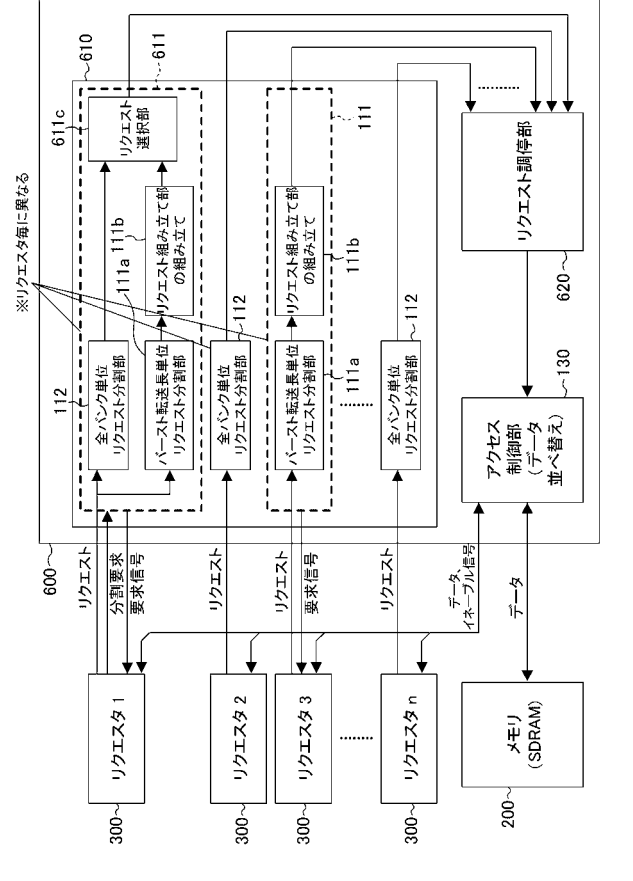 ※リクエスタ毎に異なる
600
610
611
611c
リクエスト
選択部
112
全バンク単位
リクエスト分割部
111a
バースト転送長単位
リクエスト分割部
111b
リクエスト組み立て部
の組み立て
リクエスト
分割要求
要求信号
リクエスタ 1
300
112
全バンク単位
リクエスト分割部
リクエスト
リクエスタ 2
300
111
バースト転送長単位
リクエスト分割部
111a
リクエスト組み立て部
の組み立て
111b
リクエスト
要求信号
リクエスタ 3
300
112
全バンク単位
リクエスト分割部
リクエスト
リクエスタ n
300
データ、
イネーブル信号
データ
メモリ
(SDRAM)
200
アクセス
制御部
(データ
並べ替え)
130
リクエスト調停部
620